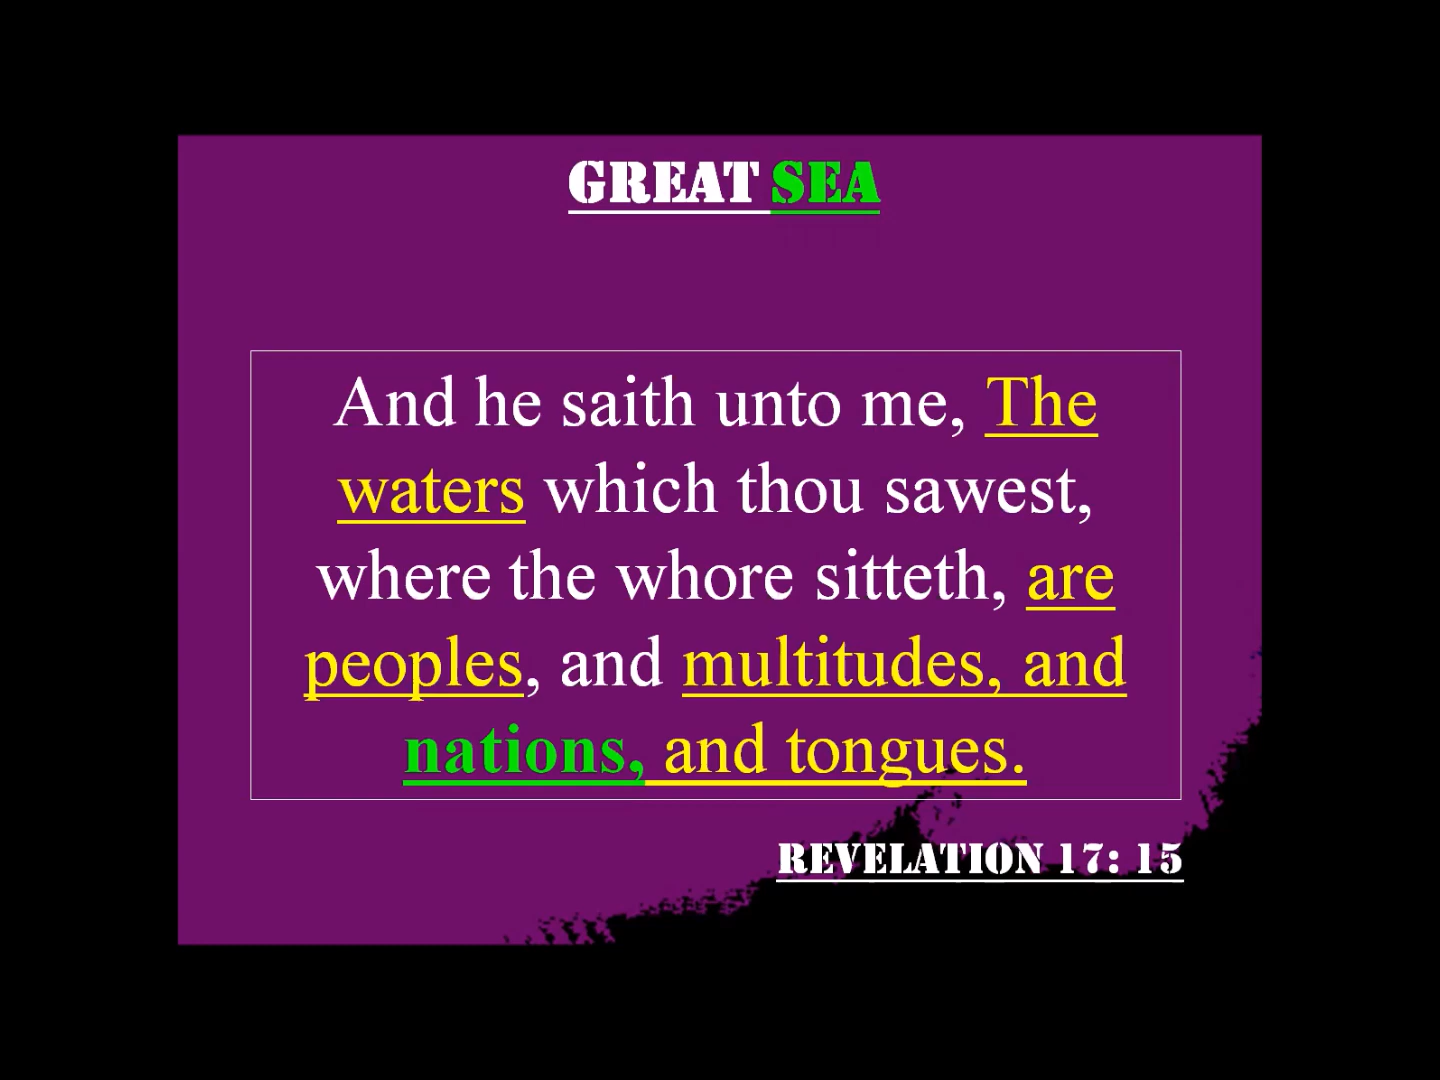 GREAT SEA
And he saith unto me, The
waters which thou sawest,
where the whore sitteth, are
peoples, and multitudes, and
nations, and tongues.
REVELATION 17: 15